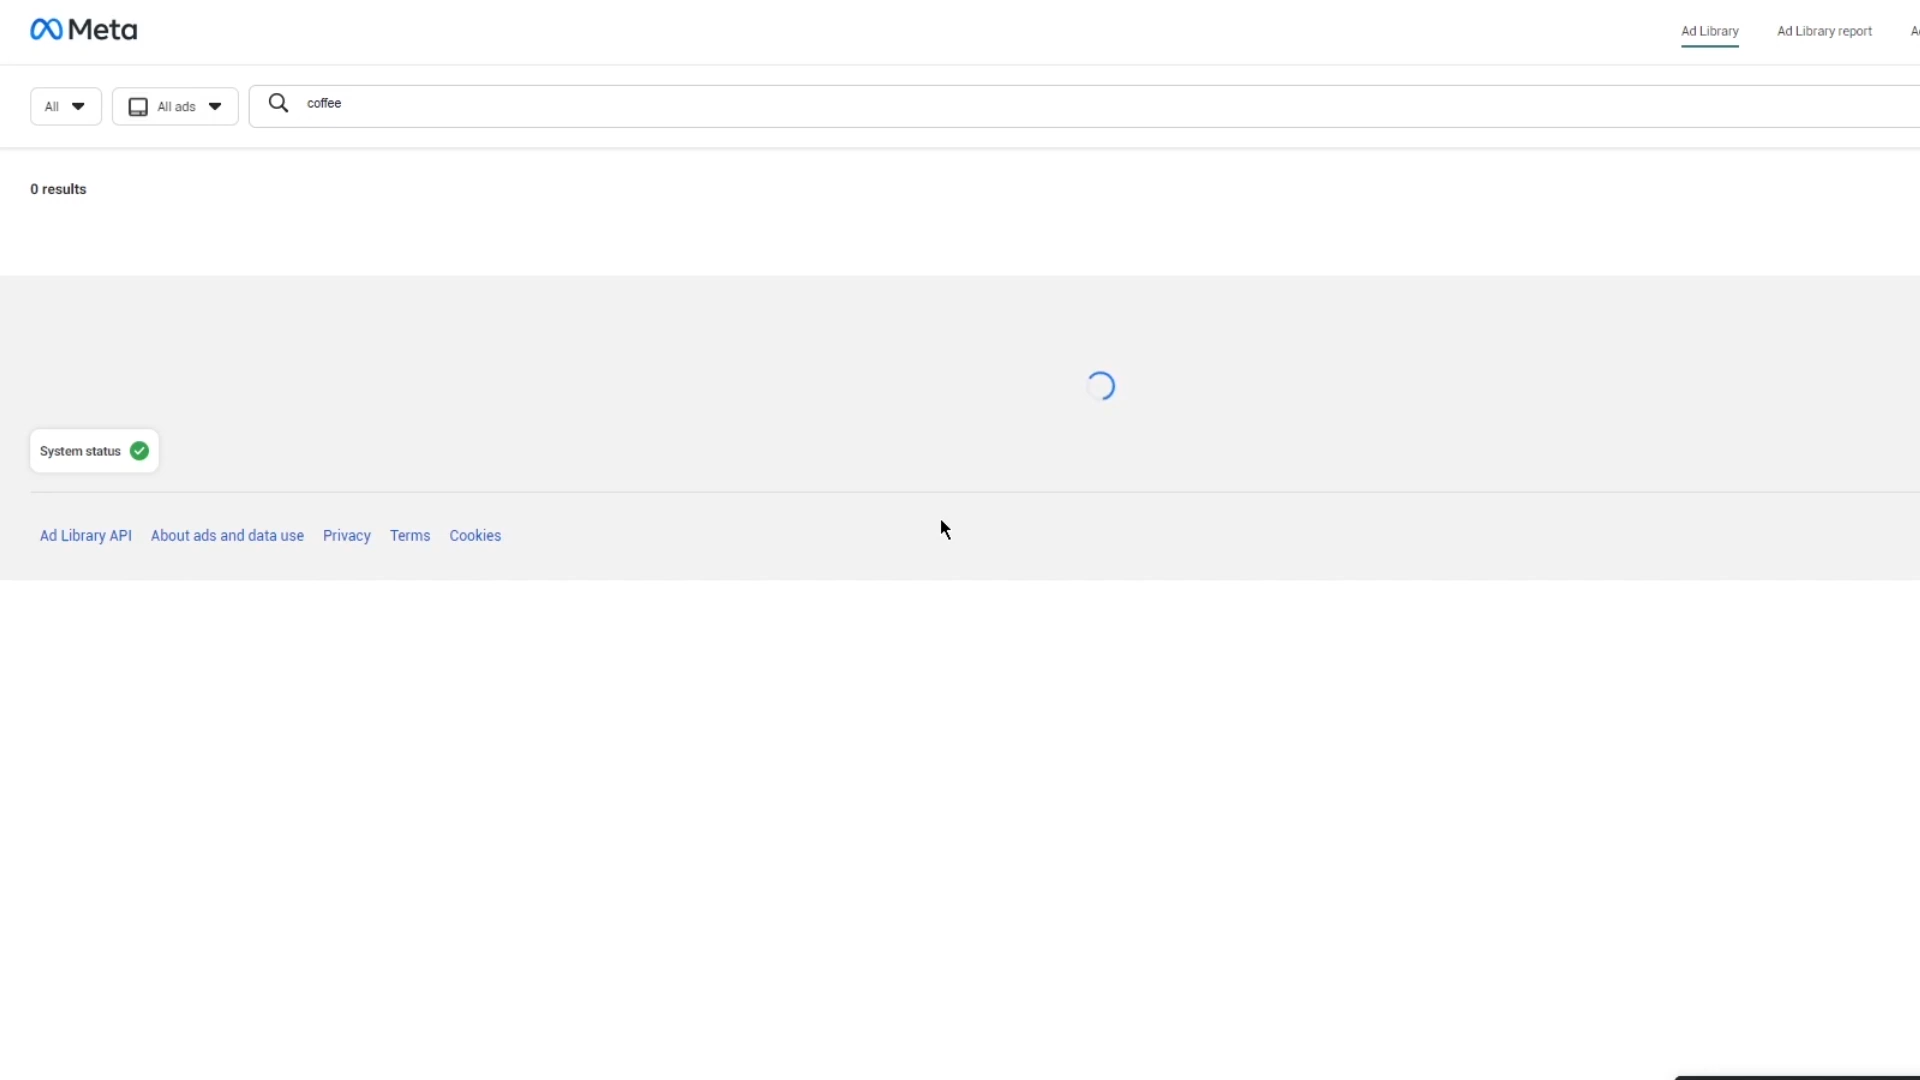 Meta
Ad Library
Ad Library report
All
All ads
coffee
0 results
System status
Ad Library API
About ads and data use
Privacy
Terms
Cookies